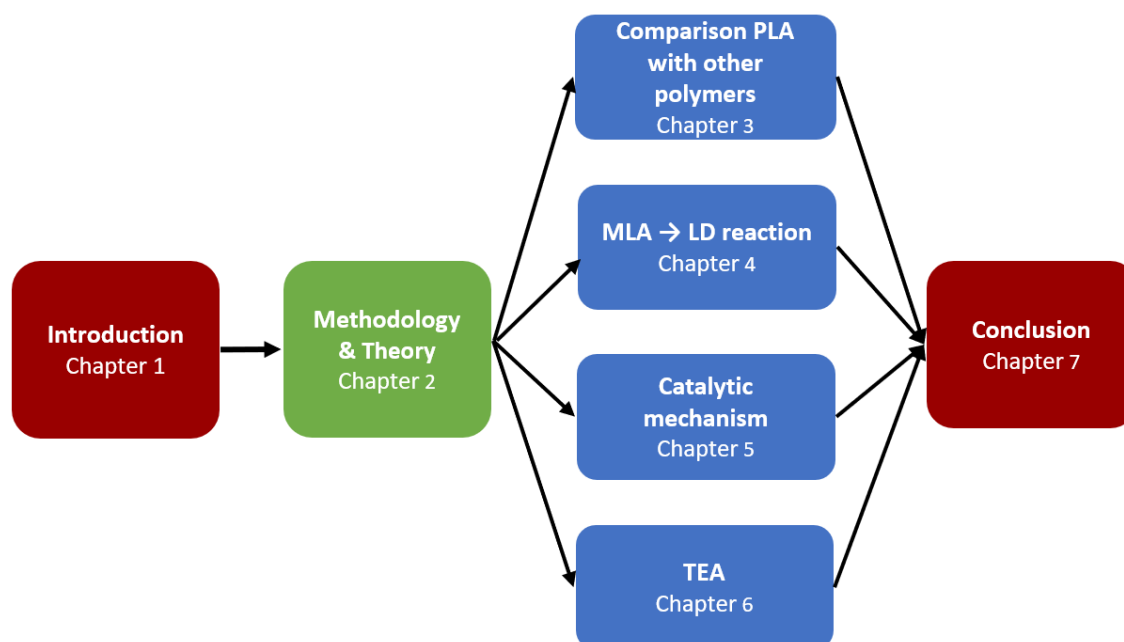 Introduction
Chapter 1
Methodology
& Theory
Chapter 2
Comparison PLA
with other
polymers
Chapter 3
MLA → LD reaction
Chapter 4
Catalytic
mechanism
Chapter 5
TEA
Chapter 6
Conclusion
Chapter 7